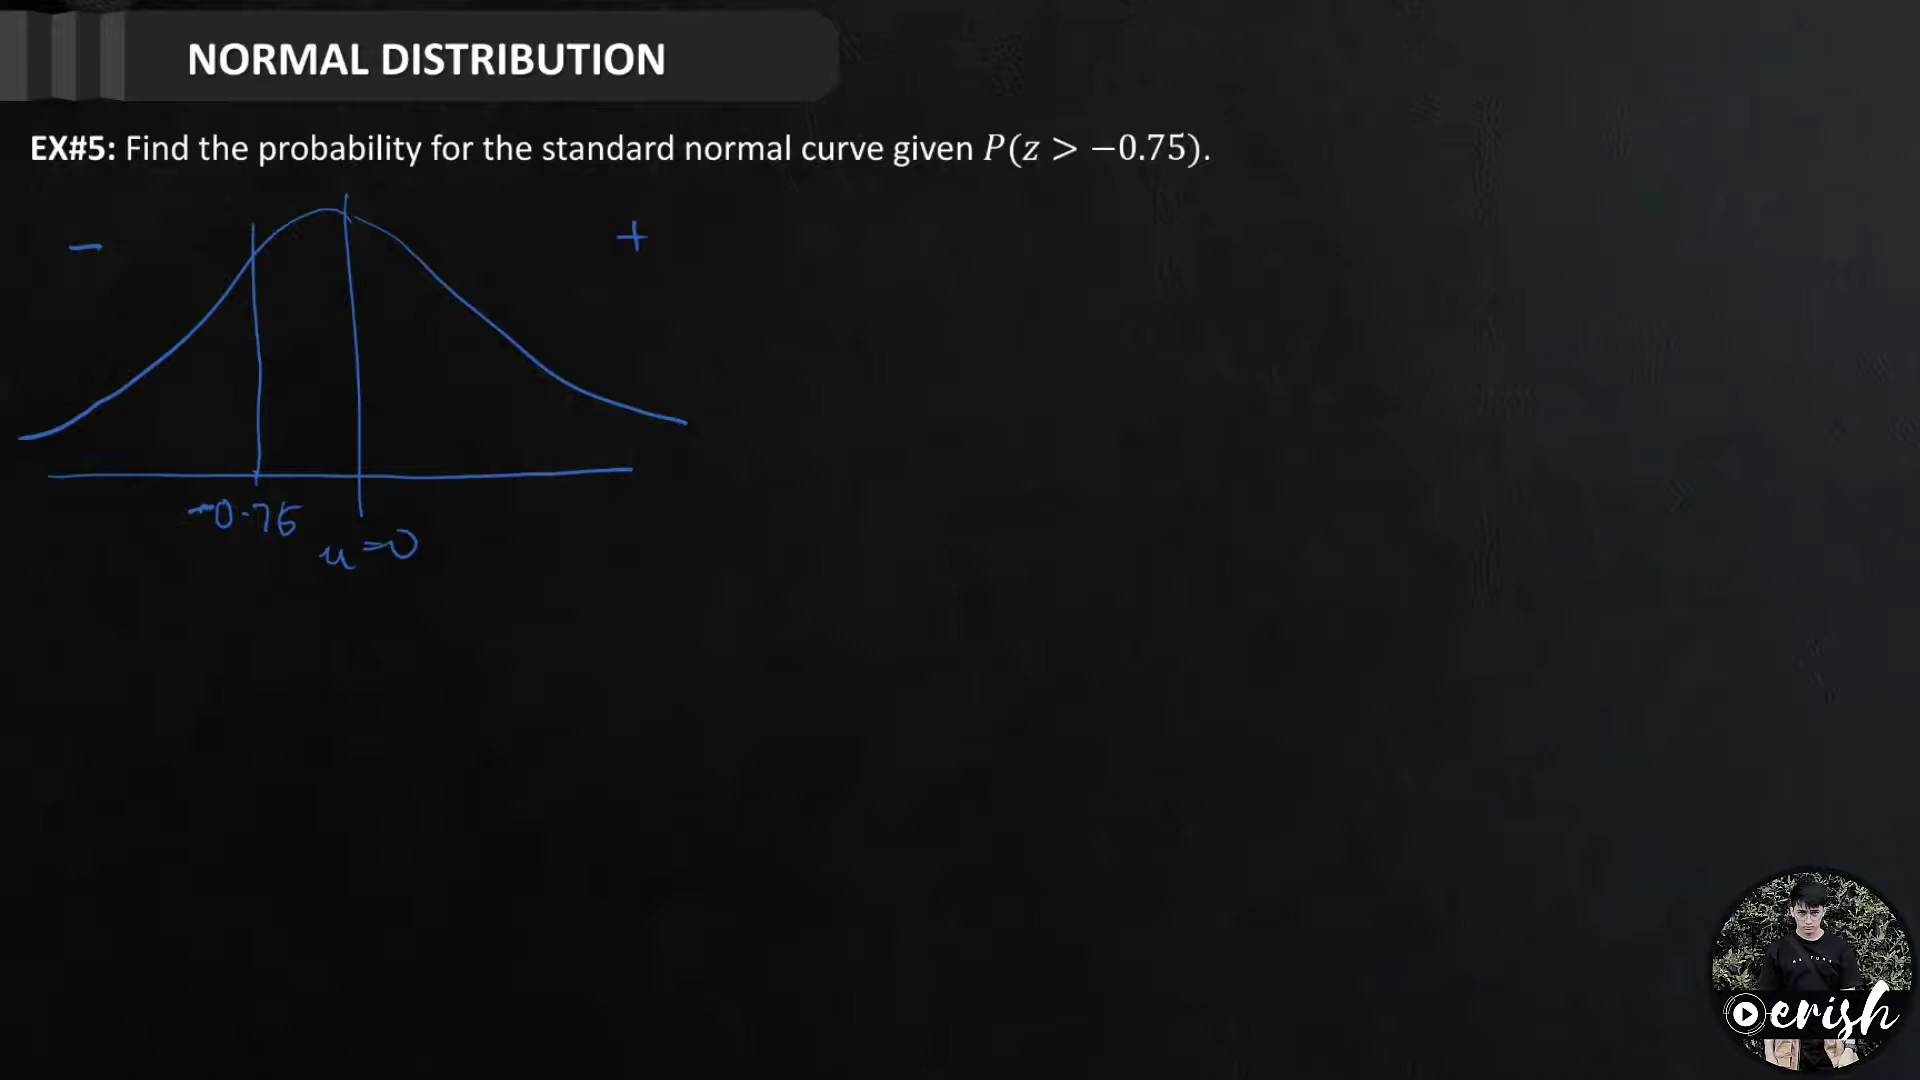 NORMAL DISTRIBUTION
EX#5: Find the probability for the standard normal curve given P(z > −0.75).
− +
-0.75
u=0
erish